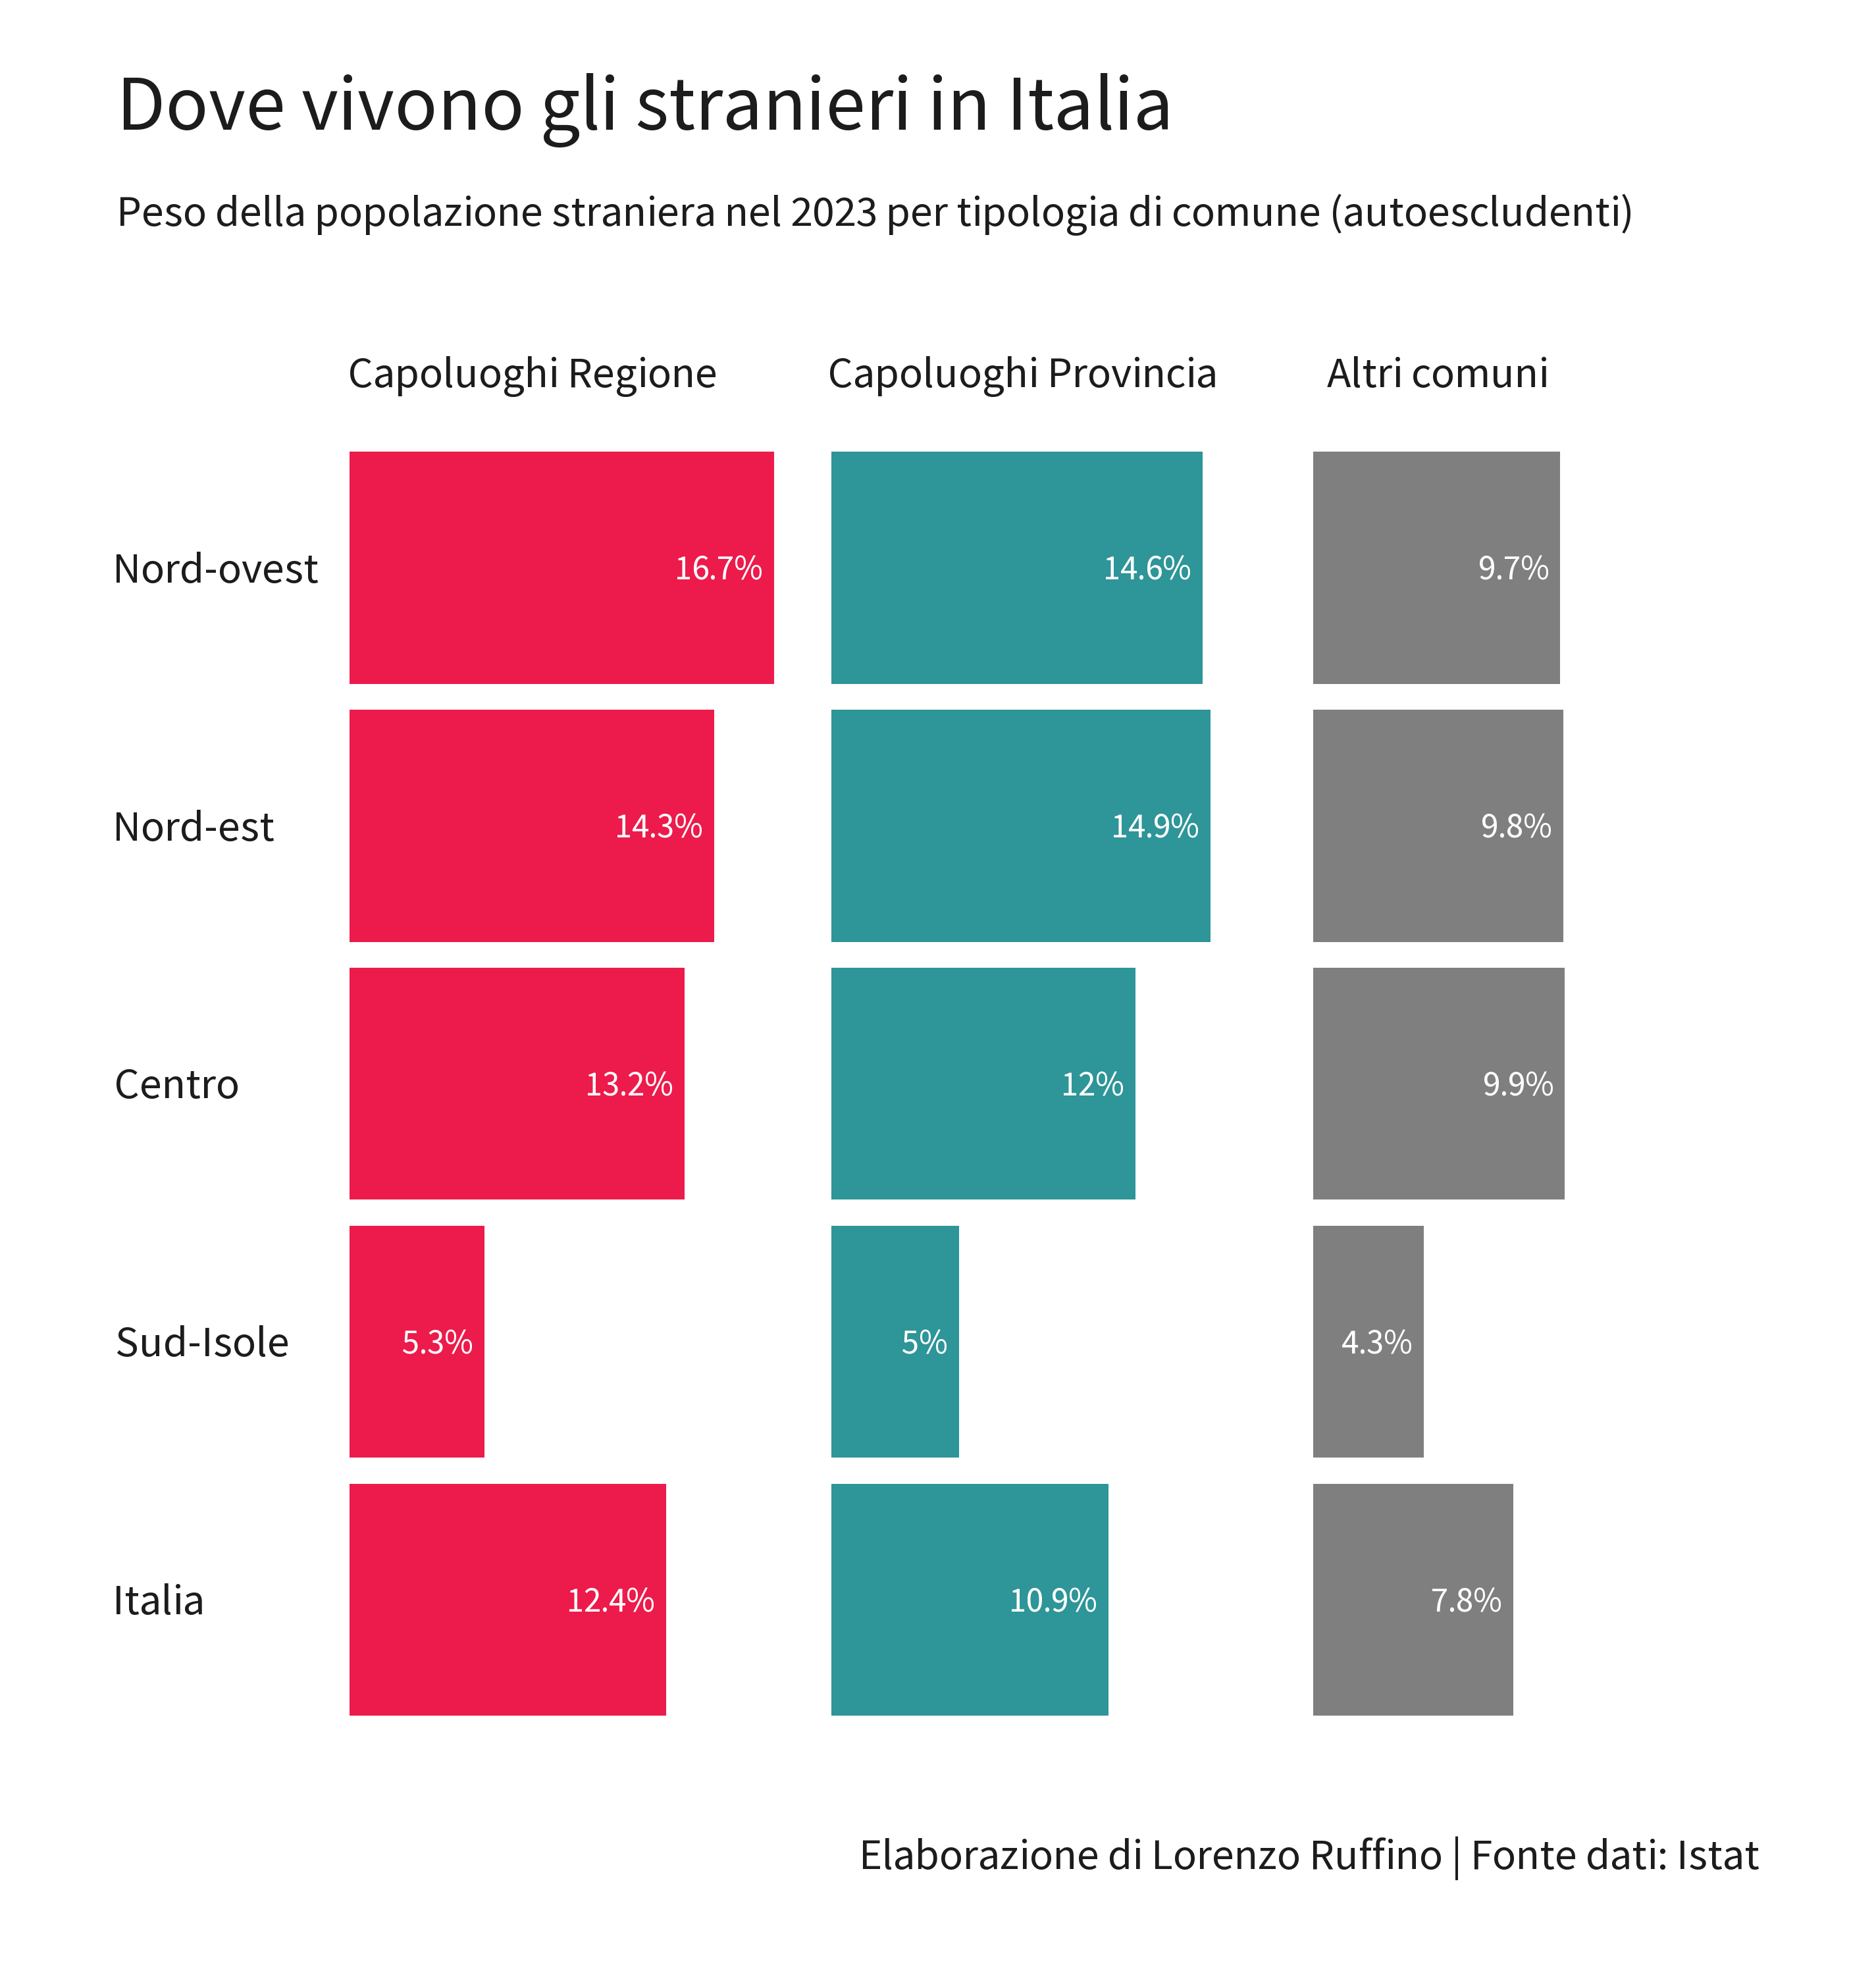 Dove vivono gli stranieri in Italia
Peso della popolazione straniera nel 2023 per tipologia di comune (autoescludenti)
Capoluoghi Regione Capoluoghi Provincia Altri comuni
Nord-ovest 16.7% 14.6% 9.7%
Nord-est 14.3% 14.9% 9.8%
Centro 13.2% 12% 9.9%
Sud-Isole 5.3% 5% 4.3%
Italia 12.4% 10.9% 7.8%
Elaborazione di Lorenzo Ruffino | Fonte dati: Istat